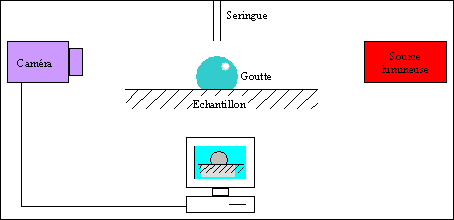 Seringue
Caméra
Goutte
Source
lumineuse
Echantillon